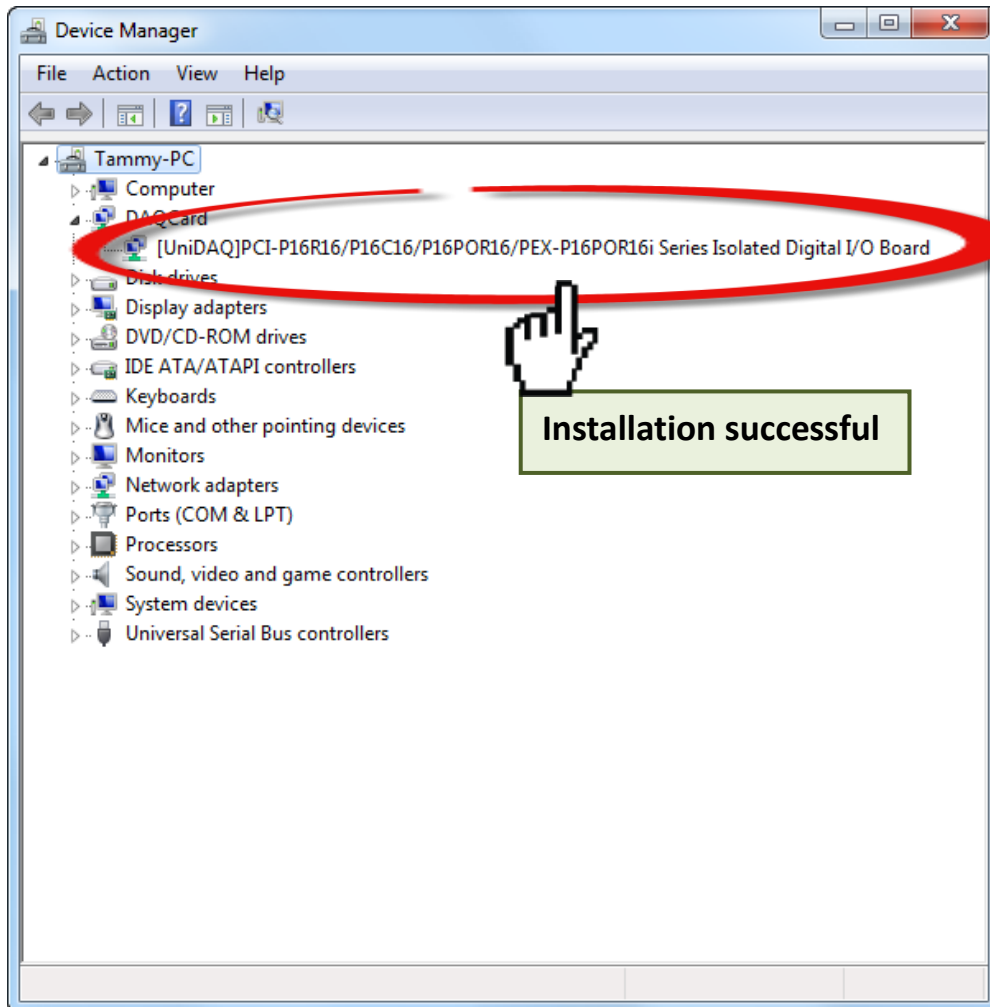 Device Manager
File Action View Help
Tammy-PC
Computer
DAQCard
[UniDAQ]PCI-P16R16/P16C16/P16POR16/PEX-P16POR16i Series Isolated Digital I/O Board
Disk drives
Display adapters
DVD/CD-ROM drives
IDE ATA/ATAPI controllers
Keyboards
Mice and other pointing devices
Installation successful
Monitors
Network adapters
Ports (COM & LPT)
Processors
Sound, video and game controllers
System devices
Universal Serial Bus controllers